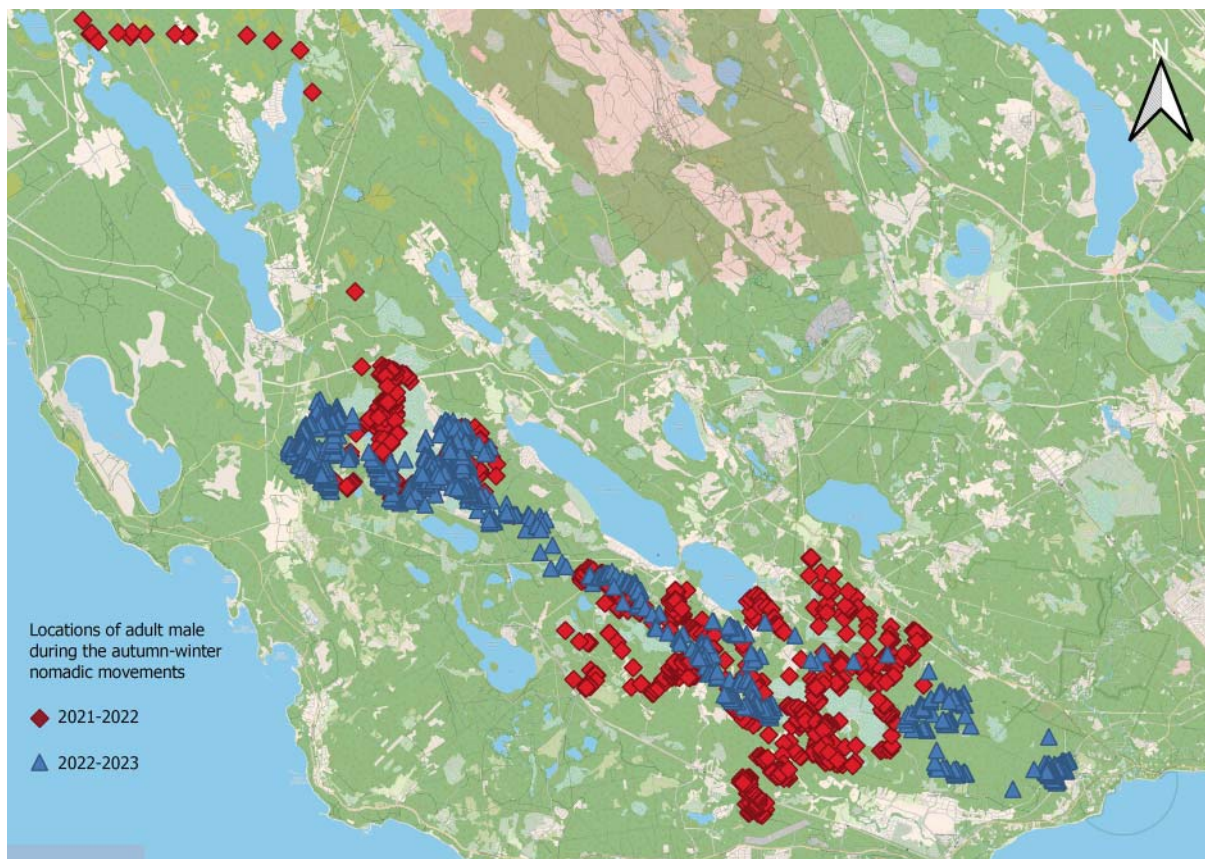 N
Locations of adult male
during the autumn-winter
nomadic movements
2021-2022
2022-2023